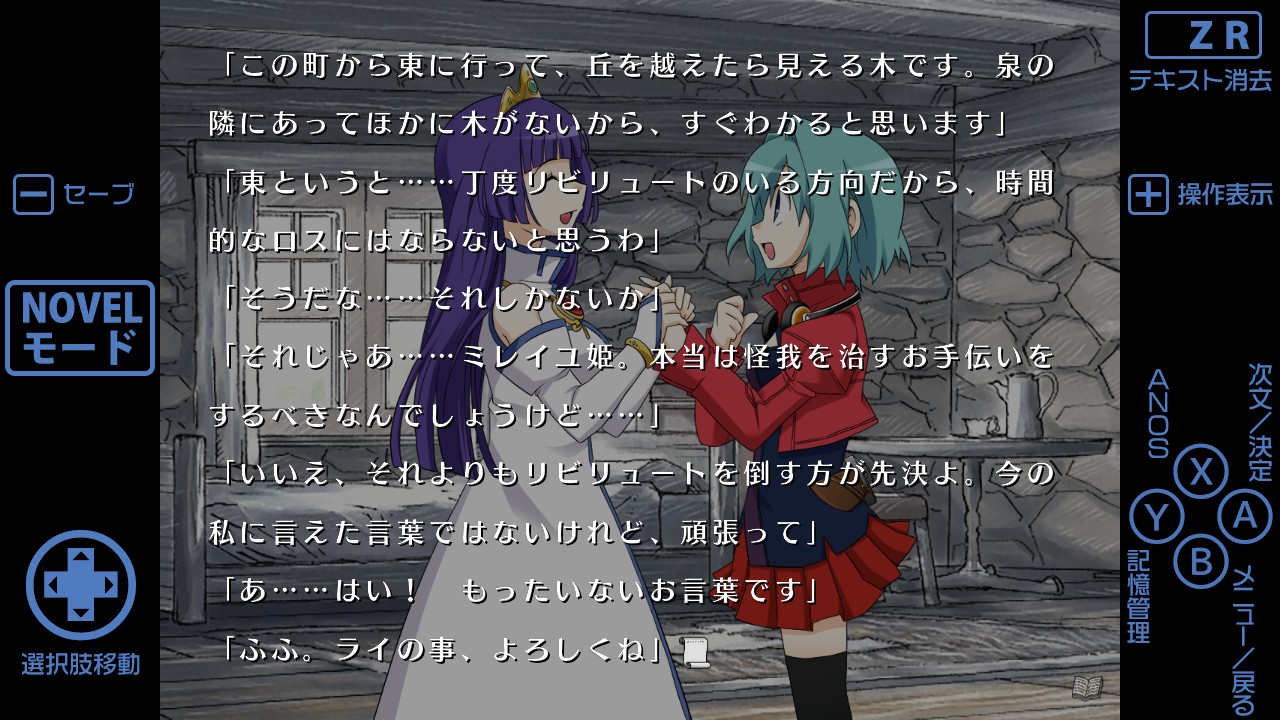 「この町から東に行って、丘を越えたら見える木です。泉の
隣にあってほかに木がないから、すぐわかると思います」
「東というと……丁度リビリュートのいる方向だから、時間
的なロスにはならないと思うわ」
「そうだな……それしかないか」
「それじゃあ……ミレイユ姫。本当は怪我を治すお手伝いを
するべきなんでしょうけど……」
「いいえ、それよりもリビリュートを倒す方が先決よ。今の
私に言えた言葉ではないけれど、頑張って」
「あ……はい！　もったいないお言葉です」
「ふふ。ライの事、よろしくね」
セーブ
NOVEL
モード
選択肢移動
ZR
テキスト消去
操作表示
ANOS
次文／決定
X
Y
A
B
記憶管理
メニュー／戻る